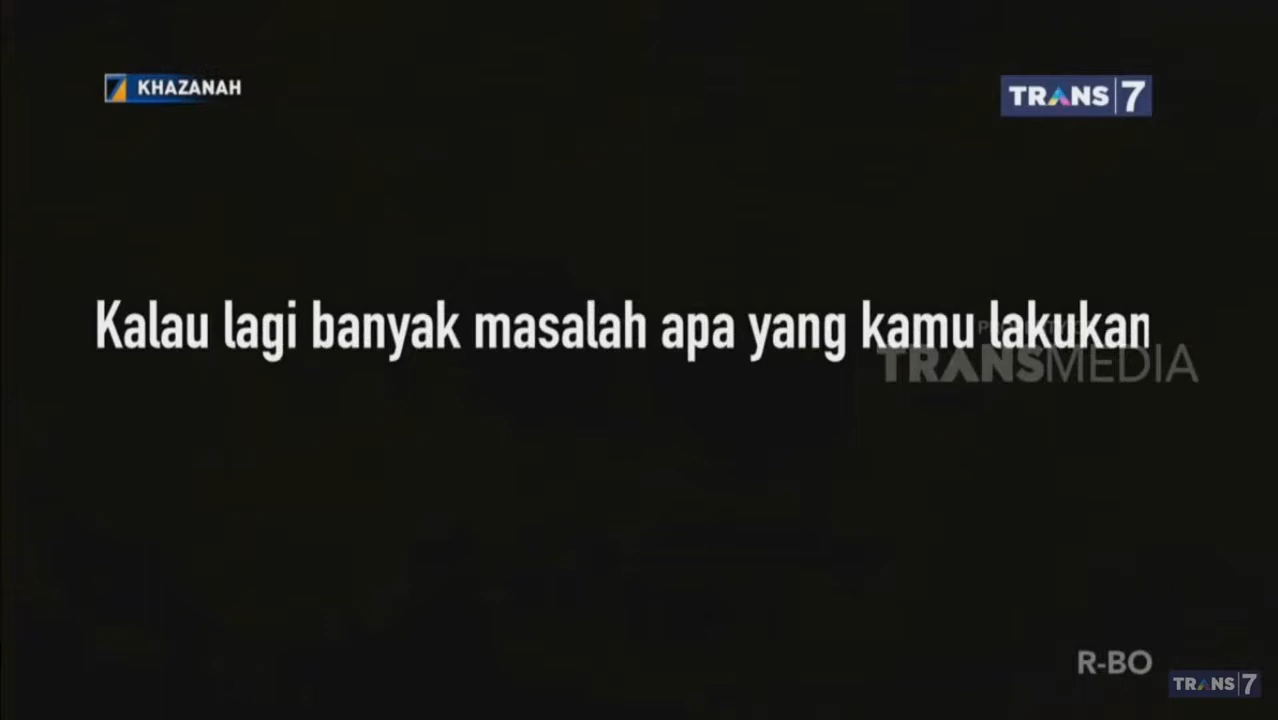 KHAZANAH
TRANS 7
Kalau lagi banyak masalah apa yang kamu lakukan
TRANSMEDIA
R-BO
TRANS 7